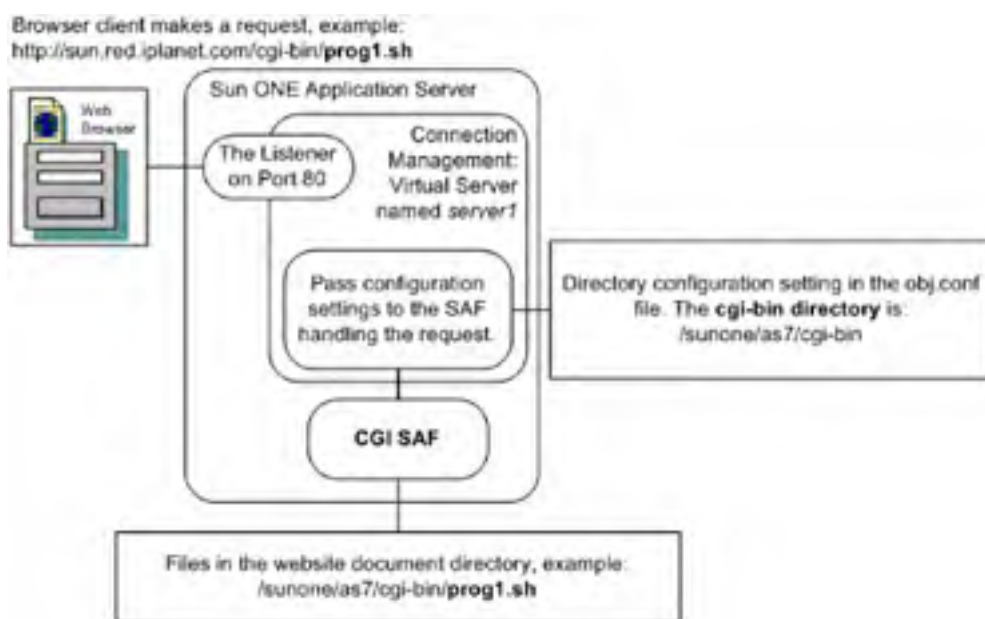 Browser client makes a request, example:
http://sun.red.iplanet.com/cgi-bin/prog1.sh
Sun ONE Application Server
Web
Browser
The Listener
on Port 80
Connection
Management:
Virtual Server
named server1
Pass configuration
settings to the SAF
handling the request.
Directory configuration setting in the obj.conf
file. The cgi-bin directory is:
/sunone/as7/cgi-bin
CGI SAF
Files in the website document directory, example:
/sunone/as7/cgi-bin/prog1.sh